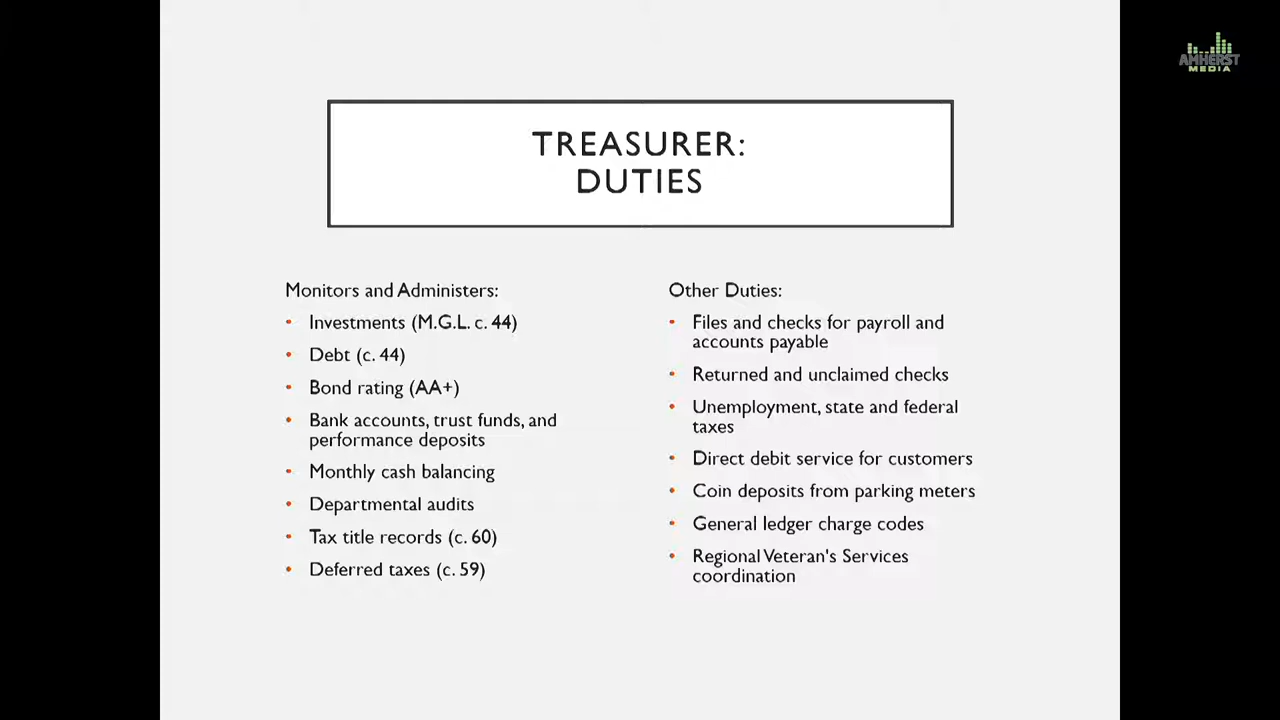 AMHERST
MEDIA
TREASURER:
DUTIES
Monitors and Administers:
• Investments (M.G.L. c. 44)
• Debt (c. 44)
• Bond rating (AA+)
• Bank accounts, trust funds, and
performance deposits
• Monthly cash balancing
• Departmental audits
• Tax title records (c. 60)
• Deferred taxes (c. 59)
Other Duties:
• Files and checks for payroll and
accounts payable
• Returned and unclaimed checks
• Unemployment, state and federal
taxes
• Direct debit service for customers
• Coin deposits from parking meters
• General ledger charge codes
• Regional Veteran's Services
coordination